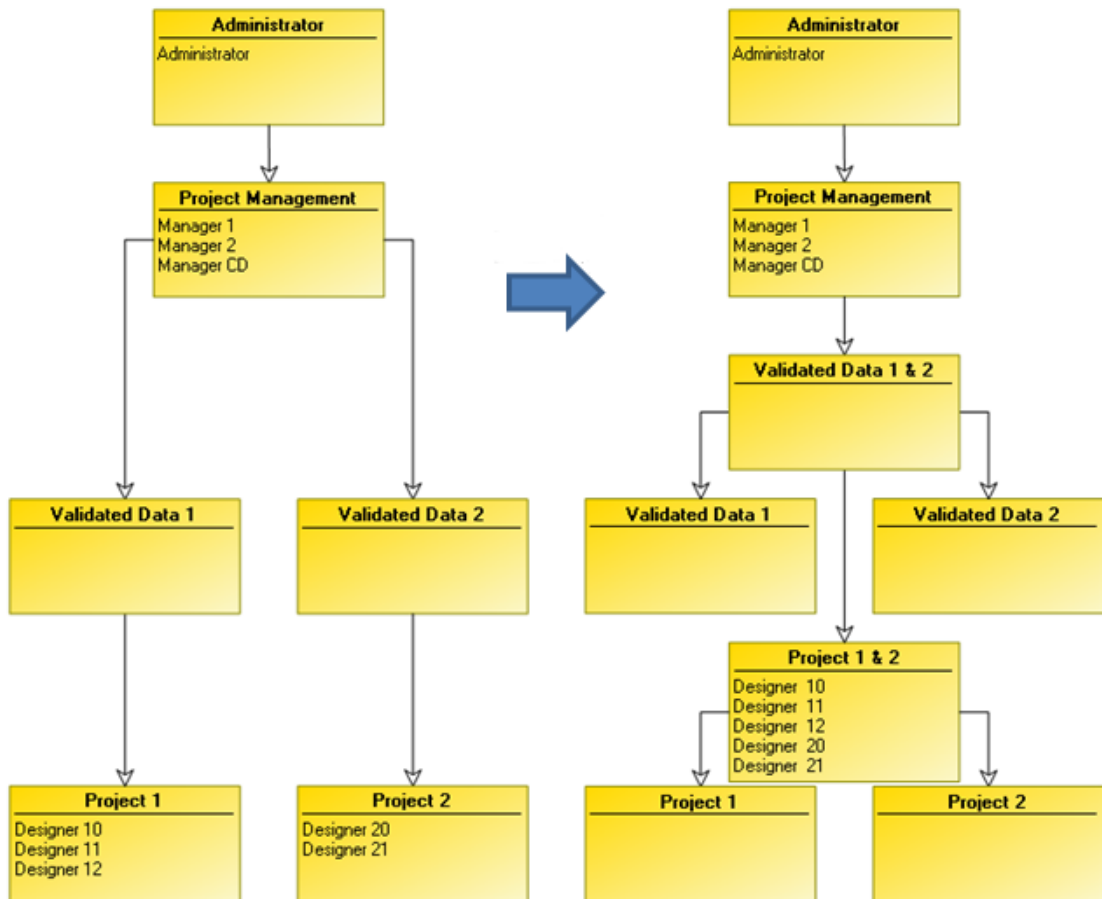 Administrator
Administrator
Project Management
Manager 1
Manager 2
Manager CD
Validated Data 1
Validated Data 2
Project 1
Designer 10
Designer 11
Designer 12
Project 2
Designer 20
Designer 21
Administrator
Administrator
Project Management
Manager 1
Manager 2
Manager CD
Validated Data 1 & 2
Validated Data 1
Validated Data 2
Project 1 & 2
Designer 10
Designer 11
Designer 12
Designer 20
Designer 21
Project 1
Project 2